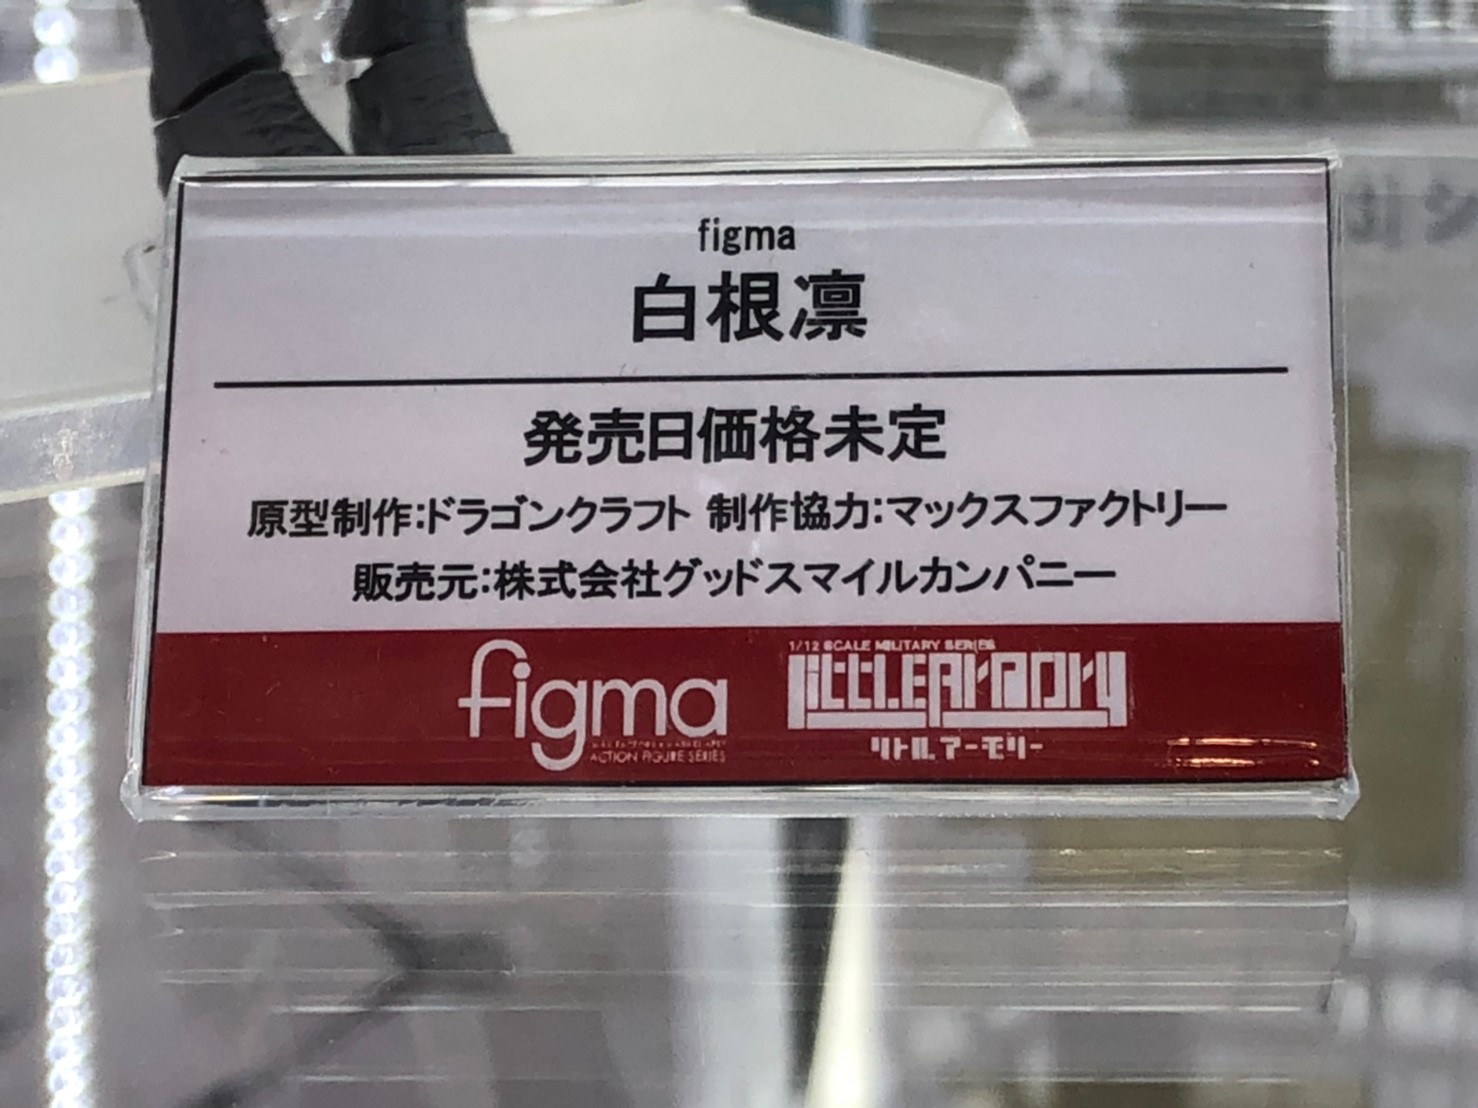 figma
白根凛
発売日価格未定
原型制作:ドラゴンクラフト 制作協力:マックスファクトリー
販売元:株式会社グッドスマイルカンパニー
figma
ACTION FIGURE SERIES
1/12 SCALE MILITARY SERIES
LittLEARMORY
リトルアーモリー